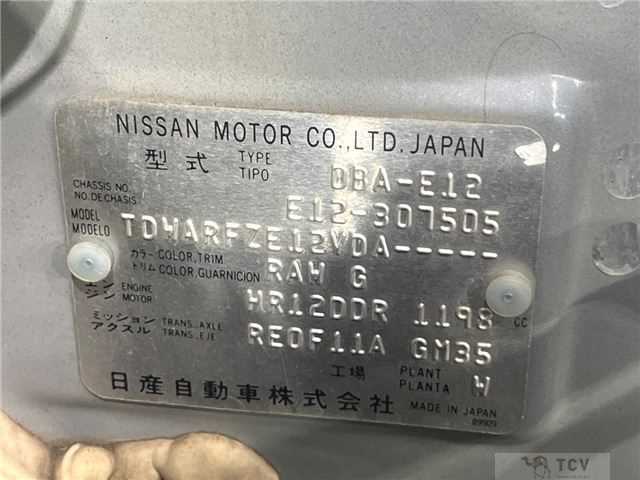 NISSAN MOTOR CO.,LTD. JAPAN
型式 TYPE TIPO DBA-E12
CHASSIS NO. NO. DE CHASIS E12-307505
MODEL MODELO TDWARFZE12VDA-----
カラー COLOR, TRIM
トリム COLOR, GUARNICION RAW G
エンジン ENGINE MOTOR HR12DDR 1198 CC
ミッション TRANS., AXLE
アクスル TRANS., EJE RE0F11A GM35
工場 PLANT PLANTA W
日産自動車株式会社 MADE IN JAPAN
TCV